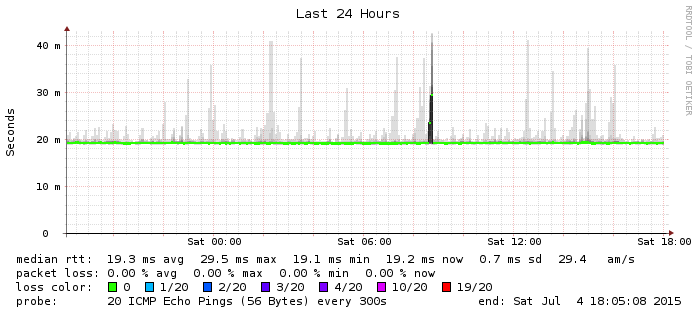 Last 24 Hours
RRDTOOL / TOBI OETIKER
Seconds
40 m
30 m
20 m
10 m
0
Sat 00:00 Sat 06:00 Sat 12:00 Sat 18:00
median rtt: 19.3 ms avg 29.5 ms max 19.1 ms min 19.2 ms now 0.7 ms sd 29.4 am/s
packet loss: 0.00 % avg 0.00 % max 0.00 % min 0.00 % now
loss color: 0 1/20 2/20 3/20 4/20 10/20 19/20
probe: 20 ICMP Echo Pings (56 Bytes) every 300s end: Sat Jul 4 18:05:08 2015